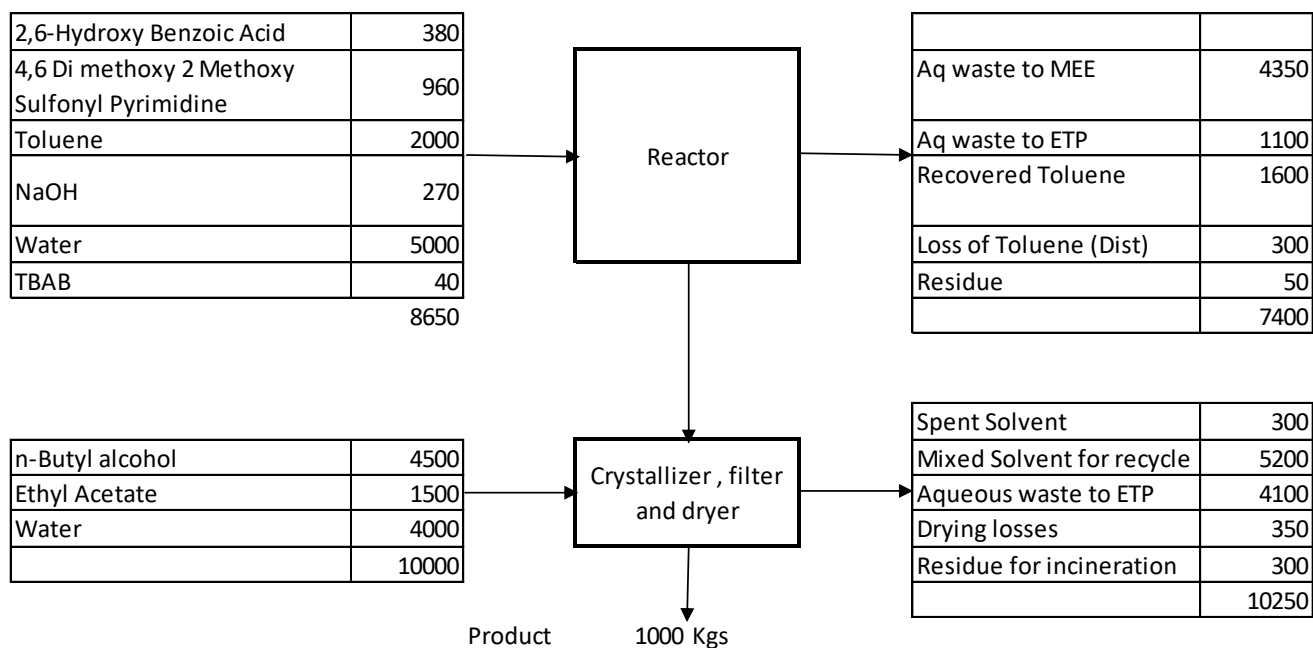 2,6-Hydroxy Benzoic Acid 380
4,6 Di methoxy 2 Methoxy
Sulfonyl Pyrimidine 960
Toluene 2000
NaOH 270
Water 5000
TBAB 40
8650
Reactor
Aq waste to MEE 4350
Aq waste to ETP 1100
Recovered Toluene 1600
Loss of Toluene (Dist) 300
Residue 50
7400
n-Butyl alcohol 4500
Ethyl Acetate 1500
Water 4000
10000
Crystallizer , filter
and dryer
Spent Solvent 300
Mixed Solvent for recycle 5200
Aqueous waste to ETP 4100
Drying losses 350
Residue for incineration 300
10250
Product 1000 Kgs